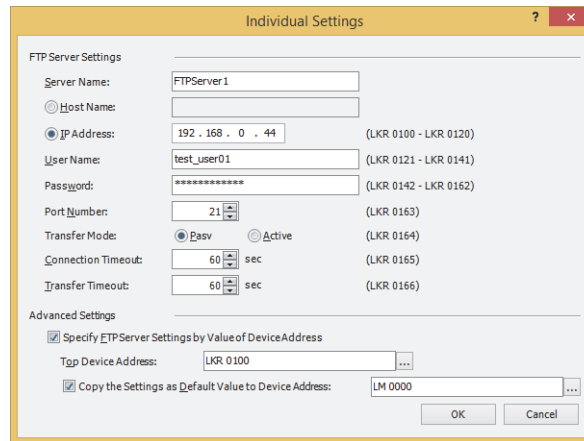 Individual Settings ? ×
FTP Server Settings
Server Name: FTPServer1
Host Name:
IP Address: 192 . 168 . 0 . 44 (LKR 0100 - LKR 0120)
User Name: test_user01 (LKR 0121 - LKR 0141)
Password: ************ (LKR 0142 - LKR 0162)
Port Number: 21 (LKR 0163)
Transfer Mode: Pasv Active (LKR 0164)
Connection Timeout: 60 sec (LKR 0165)
Transfer Timeout: 60 sec (LKR 0166)
Advanced Settings
Specify FTP Server Settings by Value of Device Address
Top Device Address: LKR 0100 ...
Copy the Settings as Default Value to Device Address: LM 0000 ...
OK Cancel